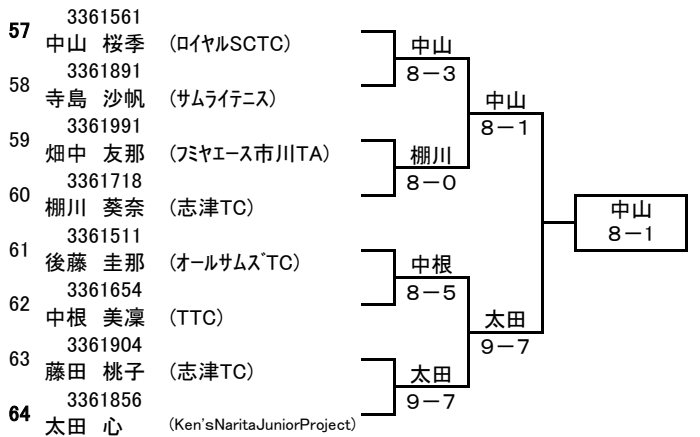 3361561
57 中山 桜季 (ロイヤルSCTC)
中山
8－3
3361891
58 寺島 沙帆 (サムライテニス)
中山
8－1
3361991
59 畑中 友那 (フミヤエース市川TA)
棚川
8－0
3361718
60 棚川 葵奈 (志津TC)
中山
8－1
3361511
61 後藤 圭那 (オールサムズTC)
中根
8－5
3361654
62 中根 美凜 (TTC)
太田
9－7
3361904
63 藤田 桃子 (志津TC)
太田
9－7
3361856
64 太田 心 (Ken'sNaritaJuniorProject)